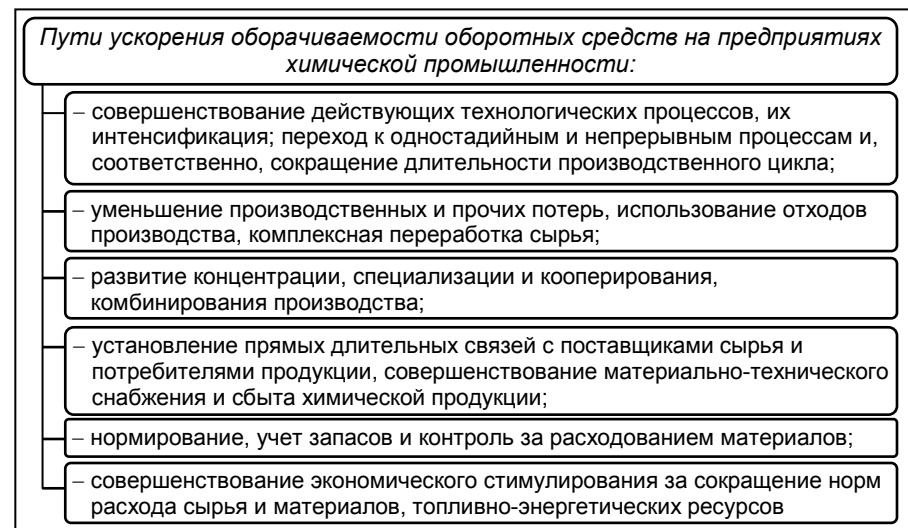 Пути ускорения оборачиваемости оборотных средств на предприятиях
химической промышленности:
– совершенствование действующих технологических процессов, их
интенсификация; переход к одностадийным и непрерывным процессам и,
соответственно, сокращение длительности производственного цикла;
– уменьшение производственных и прочих потерь, использование отходов
производства, комплексная переработка сырья;
– развитие концентрации, специализации и кооперирования,
комбинирования производства;
– установление прямых длительных связей с поставщиками сырья и
потребителями продукции, совершенствование материально-технического
снабжения и сбыта химической продукции;
– нормирование, учет запасов и контроль за расходованием материалов;
– совершенствование экономического стимулирования за сокращение норм
расхода сырья и материалов, топливно-энергетических ресурсов